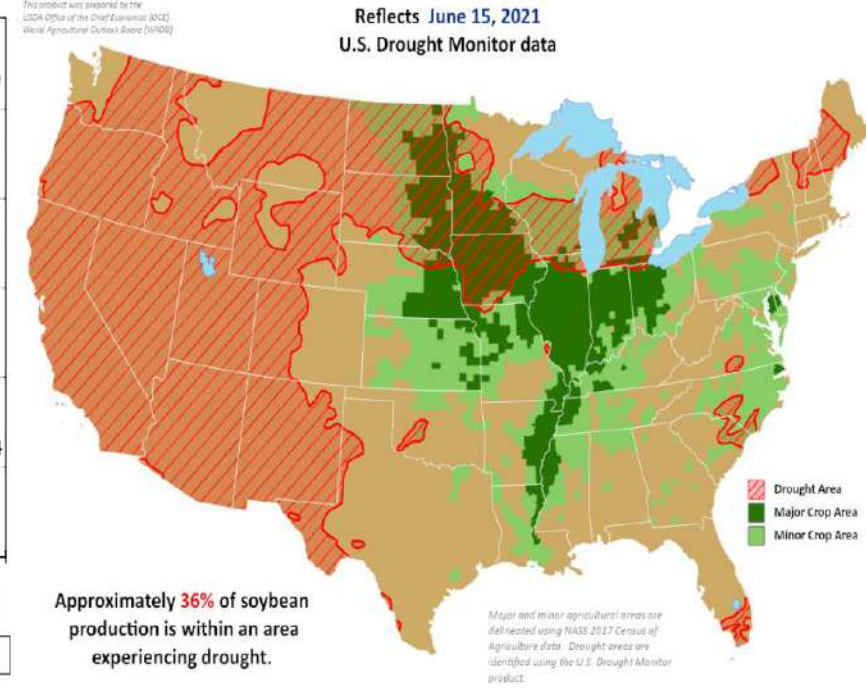 This product was prepared by the
USDA Office of the Chief Economist (OCE)
World Agricultural Outlook Board (WAOB)
Reflects June 15, 2021
U.S. Drought Monitor data
Drought Area
Major Crop Area
Minor Crop Area
Approximately 36% of soybean
production is within an area
experiencing drought.
Major and minor agricultural areas are
delineated using NASS 2017 Census of
Agriculture data. Drought areas are
identified using the U.S. Drought Monitor
product.